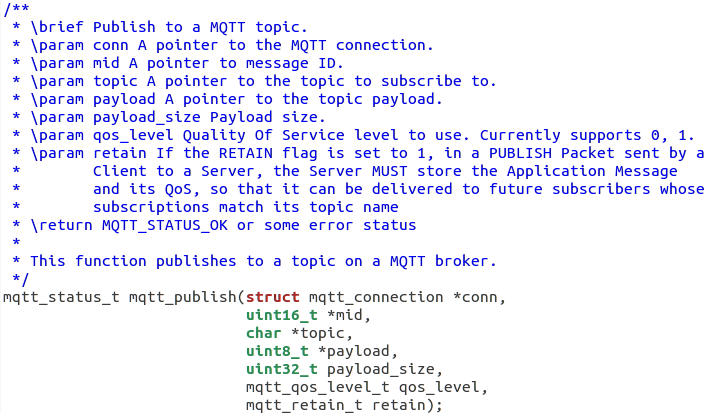 /**
 * \brief Publish to a MQTT topic.
 * \param conn A pointer to the MQTT connection.
 * \param mid A pointer to message ID.
 * \param topic A pointer to the topic to subscribe to.
 * \param payload A pointer to the topic payload.
 * \param payload_size Payload size.
 * \param qos_level Quality Of Service level to use. Currently supports 0, 1.
 * \param retain If the RETAIN flag is set to 1, in a PUBLISH Packet sent by a
 *        Client to a Server, the Server MUST store the Application Message
 *        and its QoS, so that it can be delivered to future subscribers whose
 *        subscriptions match its topic name
 * \return MQTT_STATUS_OK or some error status
 *
 * This function publishes to a topic on a MQTT broker.
 */
mqtt_status_t mqtt_publish(struct mqtt_connection *conn,
                           uint16_t *mid,
                           char *topic,
                           uint8_t *payload,
                           uint32_t payload_size,
                           mqtt_qos_level_t qos_level,
                           mqtt_retain_t retain);